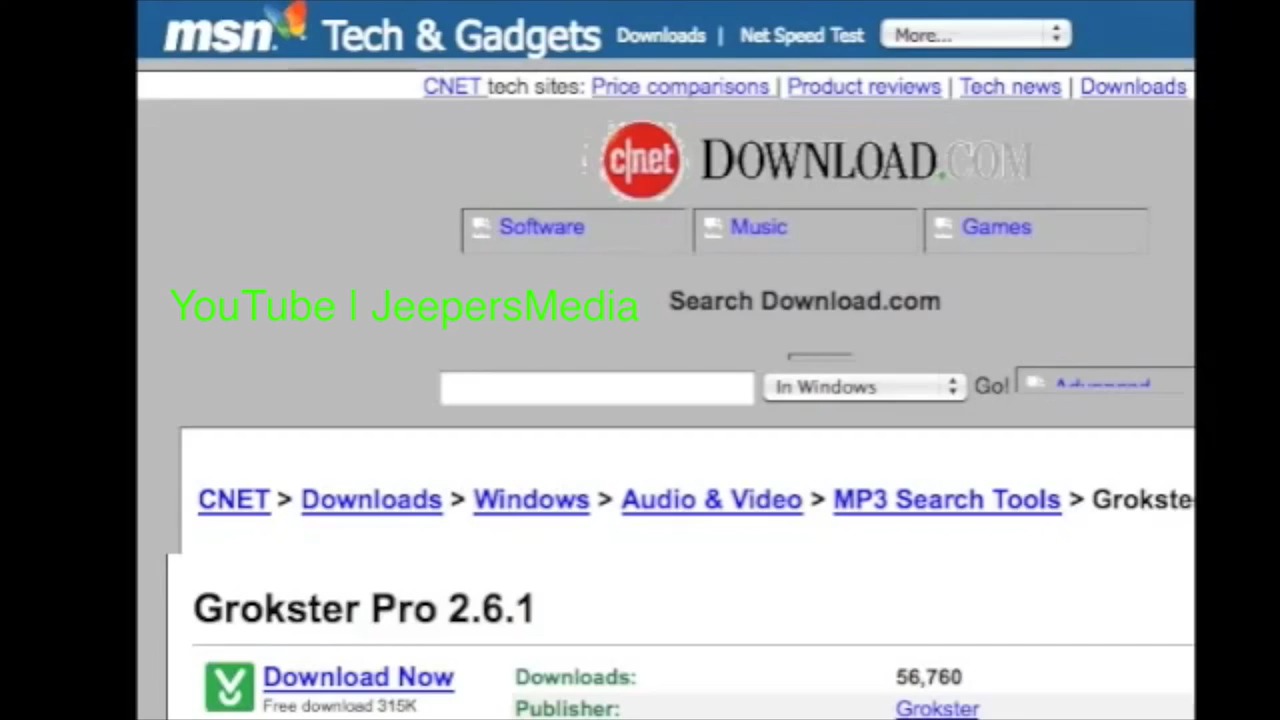 msn Tech & Gadgets Downloads | Net Speed Test More...
CNET tech sites: Price comparisons | Product reviews | Tech news | Downloads
c|net DOWNLOAD.COM
Software Music Games
YouTube | JeepersMedia Search Download.com
In Windows Go! Advanced
CNET > Downloads > Windows > Audio & Video > MP3 Search Tools > Grokste
Grokster Pro 2.6.1
Download Now Downloads: 56,760
Free download 315K
Publisher: Grokster